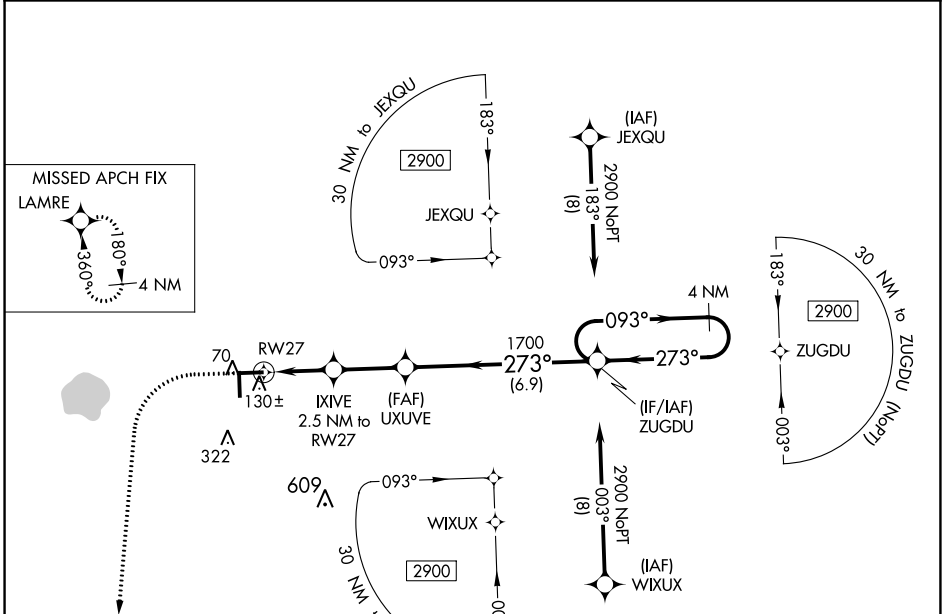 30 NM to JEXQU
183°
2900
JEXQU
093°
(IAF)
JEXQU
2900 NoPT
183°
(8)
MISSED APCH FIX
LAMRE
180°
360°
4 NM
4 NM
093°
273°
183°
30 NM to ZUGDU (NoPT)
2900
ZUGDU
003°
70
RW27
130±
IXIVE
2.5 NM to
RW27
(FAF)
UXUVE
1700
273°
(6.9)
(IF/IAF)
ZUGDU
322
609
093°
WIXUX
2900
30 NM
2900 NoPT
003°
(8)
(IAF)
WIXUX